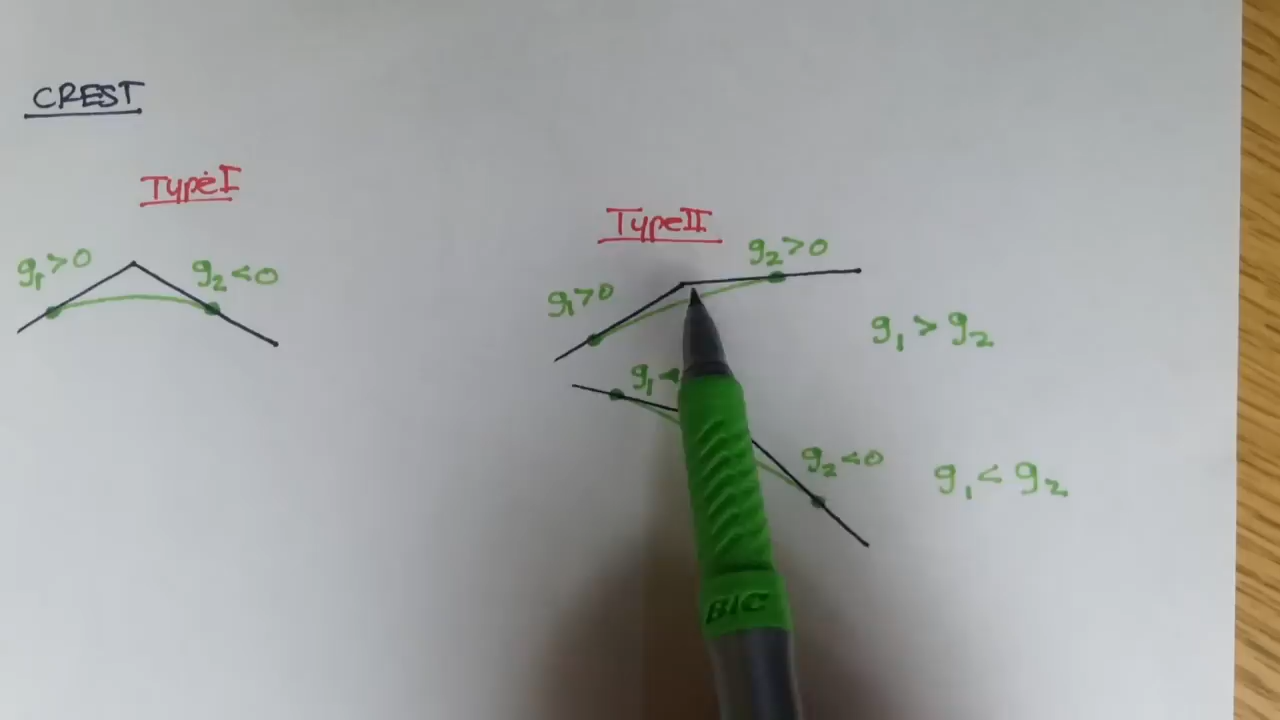 CREST
Type I
g₁>0
g₂<0
Type II
g₁>0
g₂>0
g₁>g₂
g₁<
g₂<0
g₁<g₂
BIC